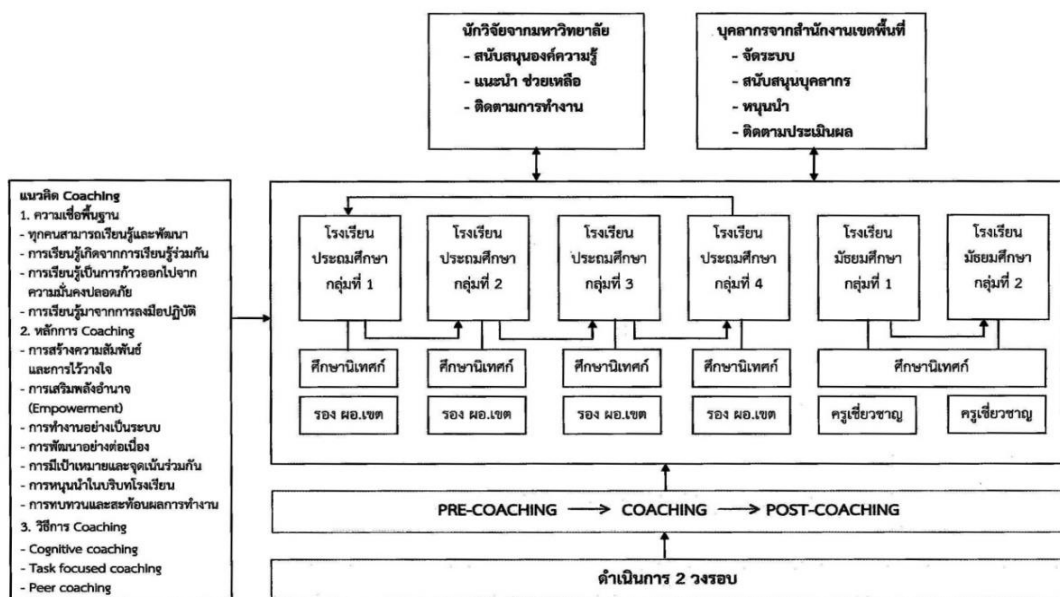 นักวิจัยจากมหาวิทยาลัย
- สนับสนุนองค์ความรู้
- แนะนำ ช่วยเหลือ
- ติดตามการทำงาน
บุคลากรจากสำนักงานเขตพื้นที่
- จัดระบบ
- สนับสนุนบุคลากร
- หนุนนำ
- ติดตามประเมินผล
แนวคิด Coaching
1. ความเชื่อพื้นฐาน
- ทุกคนสามารถเรียนรู้และพัฒนา
- การเรียนรู้เกิดจากการเรียนรู้ร่วมกัน
- การเรียนรู้เป็นการก้าวออกไปจาก
ความมั่นคงปลอดภัย
- การเรียนรู้มาจากการลงมือปฏิบัติ
2. หลักการ Coaching
- การสร้างความสัมพันธ์
และการไว้วางใจ
- การเสริมพลังอำนาจ
(Empowerment)
- การทำงานอย่างเป็นระบบ
- การพัฒนาอย่างต่อเนื่อง
- การมีเป้าหมายและจุดเน้นร่วมกัน
- การหนุนนำในบริบทโรงเรียน
- การทบทวนและสะท้อนผลการทำงาน
3. วิธีการ Coaching
- Cognitive coaching
- Task focused coaching
- Peer coaching
โรงเรียน
ประถมศึกษา
กลุ่มที่ 1
โรงเรียน
ประถมศึกษา
กลุ่มที่ 2
โรงเรียน
ประถมศึกษา
กลุ่มที่ 3
โรงเรียน
ประถมศึกษา
กลุ่มที่ 4
โรงเรียน
มัธยมศึกษา
กลุ่มที่ 1
โรงเรียน
มัธยมศึกษา
กลุ่มที่ 2
ศึกษานิเทศก์
ศึกษานิเทศก์
ศึกษานิเทศก์
ศึกษานิเทศก์
ศึกษานิเทศก์
รอง ผอ.เขต
รอง ผอ.เขต
รอง ผอ.เขต
รอง ผอ.เขต
ครูเชี่ยวชาญ
ครูเชี่ยวชาญ
PRE-COACHING COACHING POST-COACHING
ดำเนินการ 2 วงรอบ